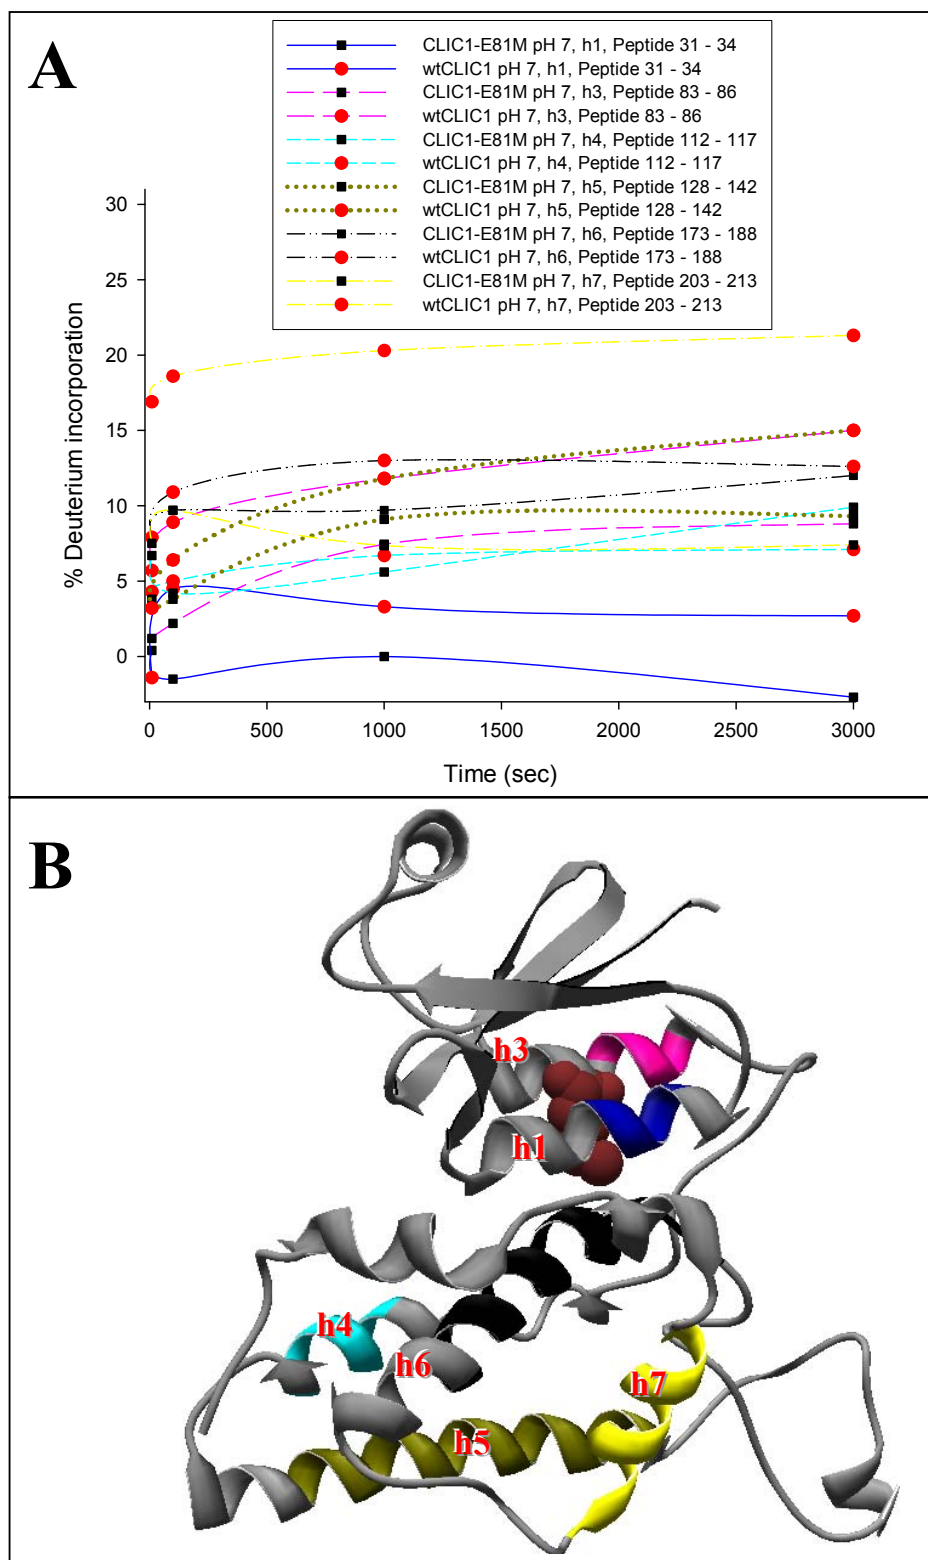 A
CLIC1-E81M pH 7, h1, Peptide 31 - 34
wtCLIC1 pH 7, h1, Peptide 31 - 34
CLIC1-E81M pH 7, h3, Peptide 83 - 86
wtCLIC1 pH 7, h3, Peptide 83 - 86
CLIC1-E81M pH 7, h4, Peptide 112 - 117
wtCLIC1 pH 7, h4, Peptide 112 - 117
CLIC1-E81M pH 7, h5, Peptide 128 - 142
wtCLIC1 pH 7, h5, Peptide 128 - 142
CLIC1-E81M pH 7, h6, Peptide 173 - 188
wtCLIC1 pH 7, h6, Peptide 173 - 188
CLIC1-E81M pH 7, h7, Peptide 203 - 213
wtCLIC1 pH 7, h7, Peptide 203 - 213
% Deuterium incorporation
30
25
20
15
10
5
0
0 500 1000 1500 2000 2500 3000
Time (sec)
B
h3
h1
h4
h6
h7
h5